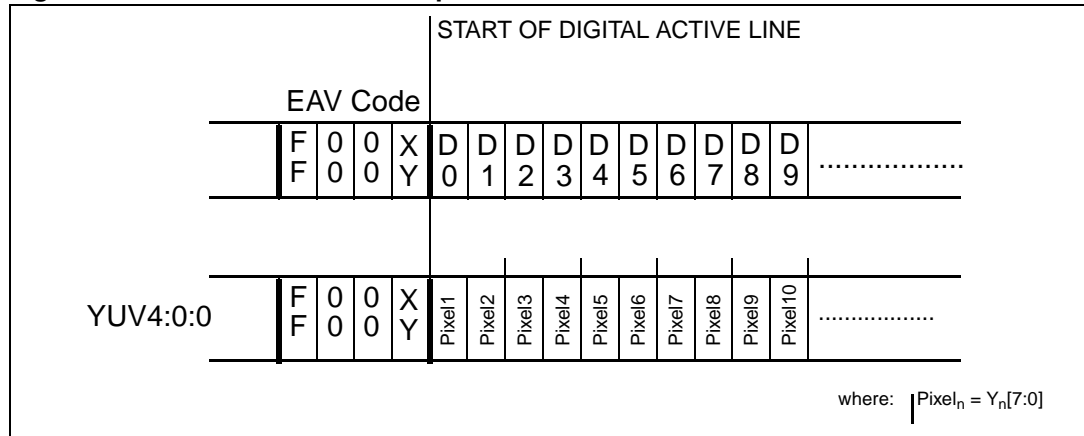 START OF DIGITAL ACTIVE LINE
EAV Code
F 0 0 X D D D D D D D D D D
F 0 0 Y 0 1 2 3 4 5 6 7 8 9 ..................
YUV4:0:0
F 0 0 X
F 0 0 Y Pixel1 Pixel2 Pixel3 Pixel4 Pixel5 Pixel6 Pixel7 Pixel8 Pixel9 Pixel10 ..................
where: Pixeln = Yn[7:0]